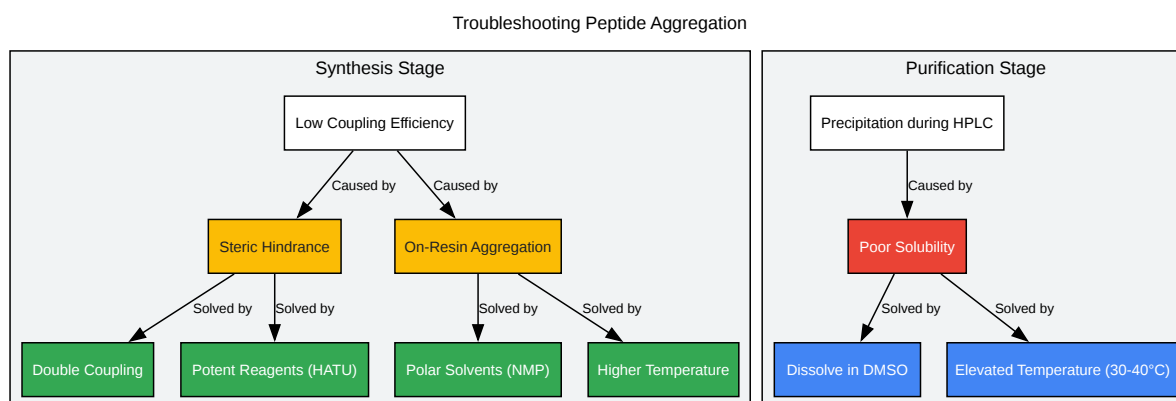 Troubleshooting Peptide Aggregation
Synthesis Stage
Purification Stage
Low Coupling Efficiency
Precipitation during HPLC
Caused by
Caused by
Caused by
Steric Hindrance
On-Resin Aggregation
Poor Solubility
Solved by
Solved by
Solved by
Solved by
Solved by
Solved by
Double Coupling
Potent Reagents (HATU)
Polar Solvents (NMP)
Higher Temperature
Dissolve in DMSO
Elevated Temperature (30-40°C)